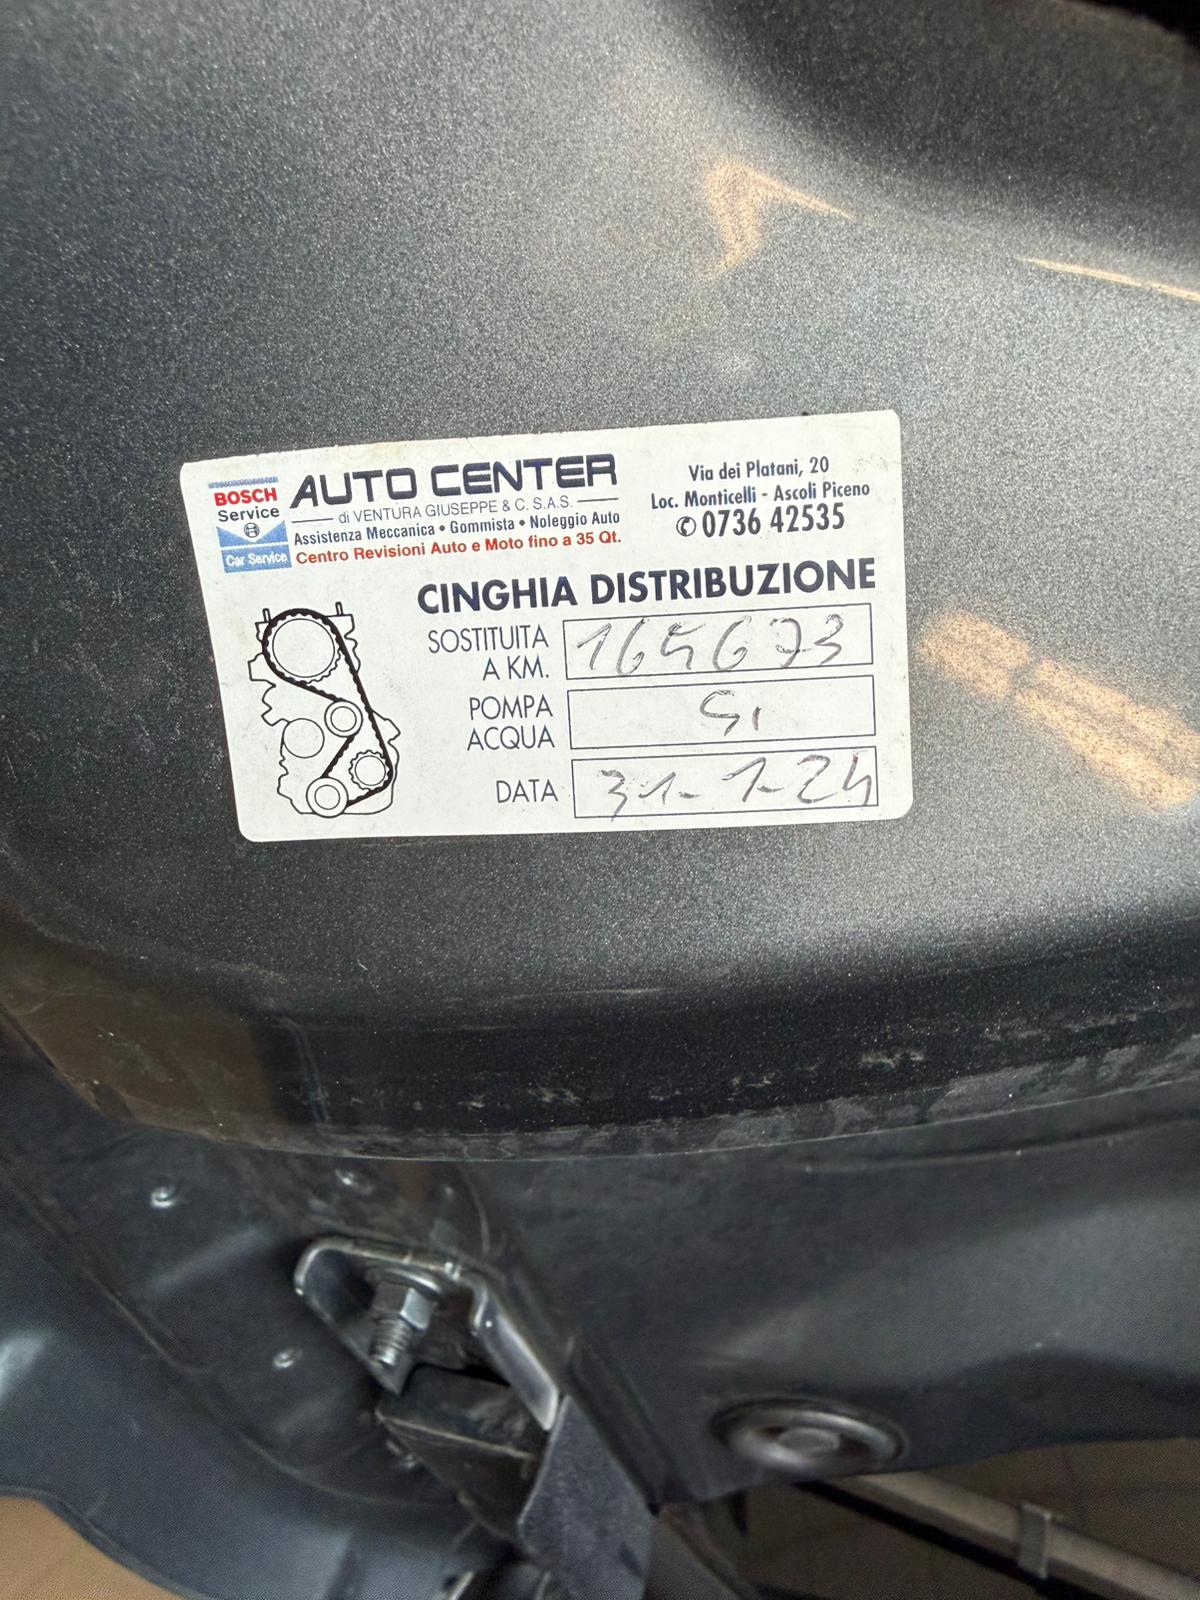 BOSCH
Service
Car Service
AUTO CENTER
di VENTURA GIUSEPPE & C. S.A.S.
Assistenza Meccanica • Gommista • Noleggio Auto
Centro Revisioni Auto e Moto fino a 35 Qt.
Via dei Platani, 20
Loc. Monticelli - Ascoli Piceno
✆ 0736 42535
CINGHIA DISTRIBUZIONE
SOSTITUITA
A KM. 164673
POMPA
ACQUA Si
DATA 31-1-24